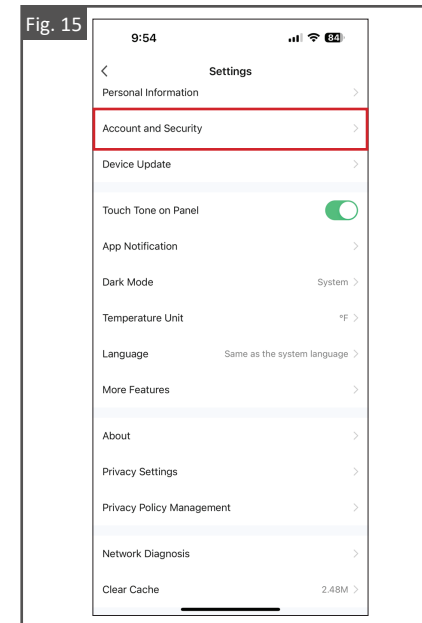 Fig. 15
9:54 84
Settings
Personal Information
Account and Security
Device Update
Touch Tone on Panel
App Notification
Dark Mode System
Temperature Unit °F
Language Same as the system language
More Features
About
Privacy Settings
Privacy Policy Management
Network Diagnosis
Clear Cache 2.48M